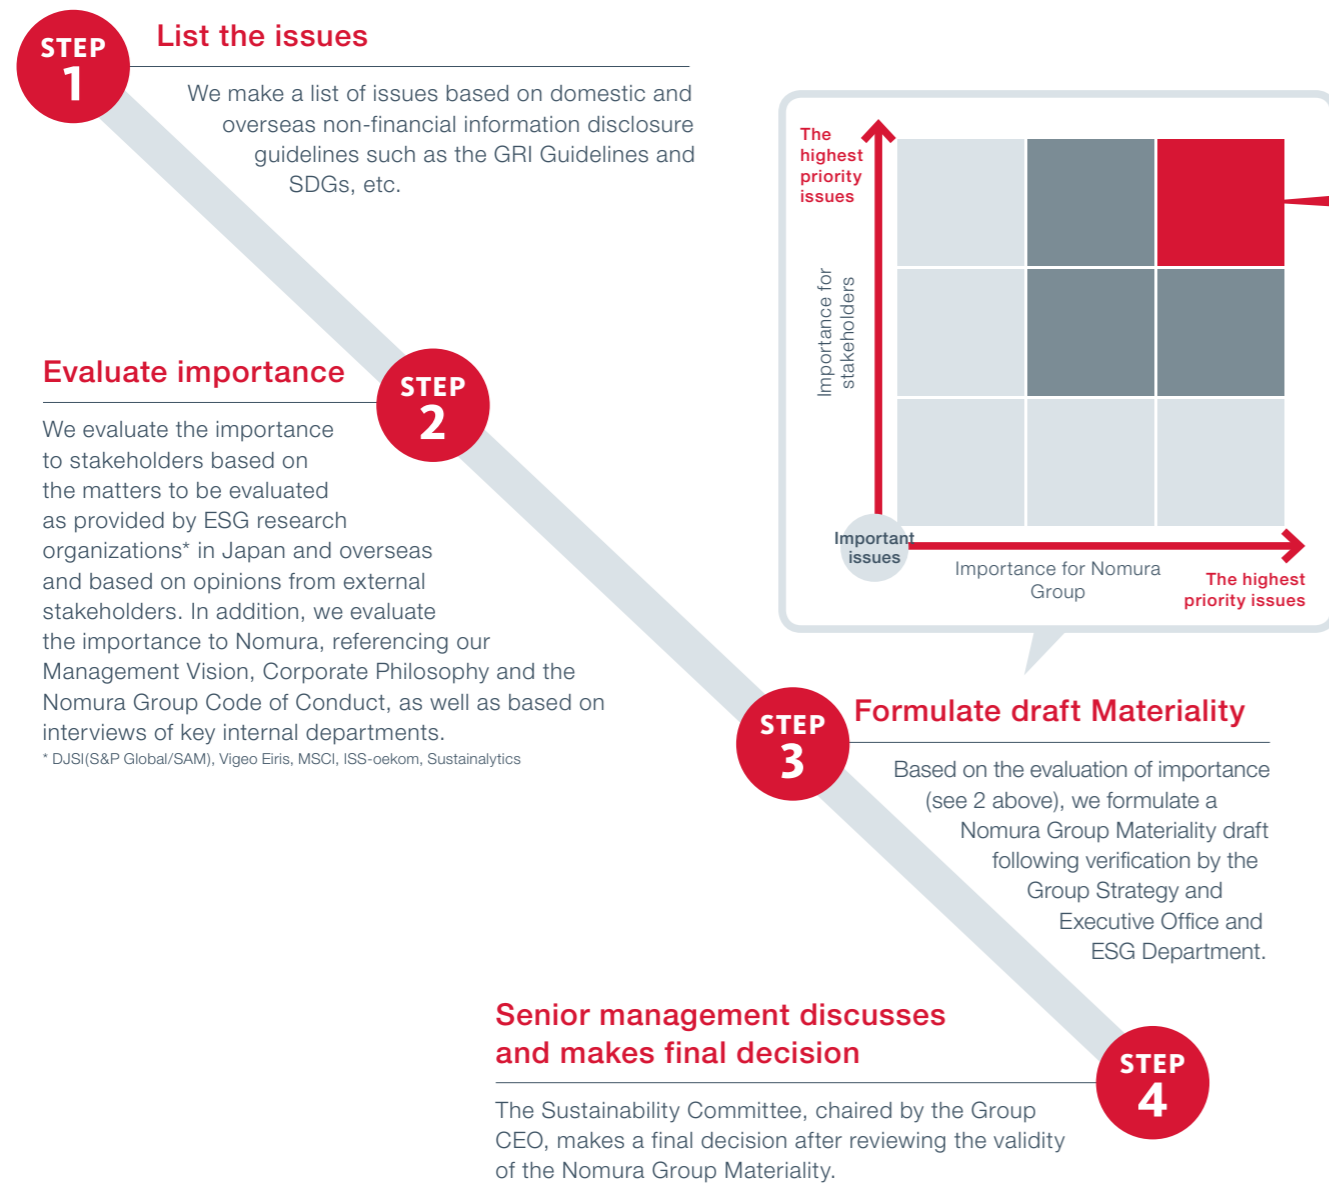 STEP
1
List the issues
We make a list of issues based on domestic and
overseas non-financial information disclosure
guidelines such as the GRI Guidelines and
SDGs, etc.
The
highest
priority
issues
Importance for
stakeholders
Important
issues
Importance for Nomura
Group
The highest
priority issues
STEP
2
Evaluate importance
We evaluate the importance
to stakeholders based on
the matters to be evaluated
as provided by ESG research
organizations* in Japan and overseas
and based on opinions from external
stakeholders. In addition, we evaluate
the importance to Nomura, referencing our
Management Vision, Corporate Philosophy and the
Nomura Group Code of Conduct, as well as based on
interviews of key internal departments.
* DJSI(S&P Global/SAM), Vigeo Eiris, MSCI, ISS-oekom, Sustainalytics
STEP
3
Formulate draft Materiality
Based on the evaluation of importance
(see 2 above), we formulate a
Nomura Group Materiality draft
following verification by the
Group Strategy and
Executive Office and
ESG Department.
Senior management discusses
and makes final decision
STEP
4
The Sustainability Committee, chaired by the Group
CEO, makes a final decision after reviewing the validity
of the Nomura Group Materiality.